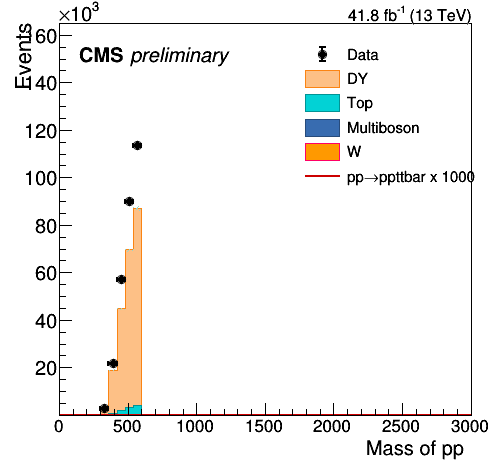 ×10³
41.8 fb⁻¹ (13 TeV)
Events
CMS preliminary
Data
DY
Top
Multiboson
W
pp→ppttbar x 1000
160
140
120
100
80
60
40
20
0 500 1000 1500 2000 2500 3000
Mass of pp